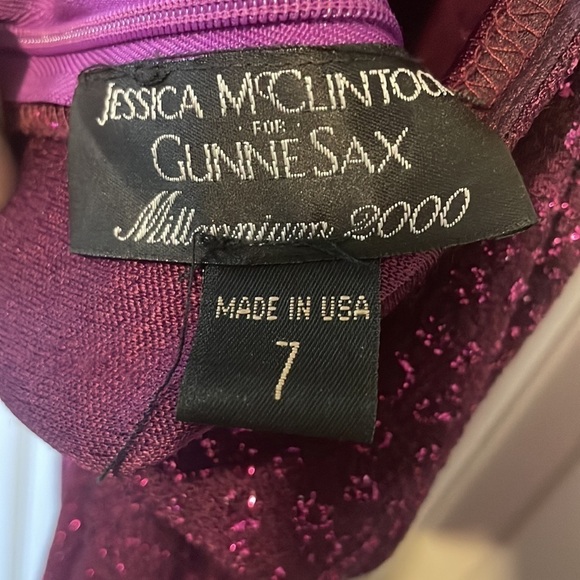 JESSICA MCCLINTOCK
FOR
GUNNE SAX
Millennium 2000
MADE IN USA
7